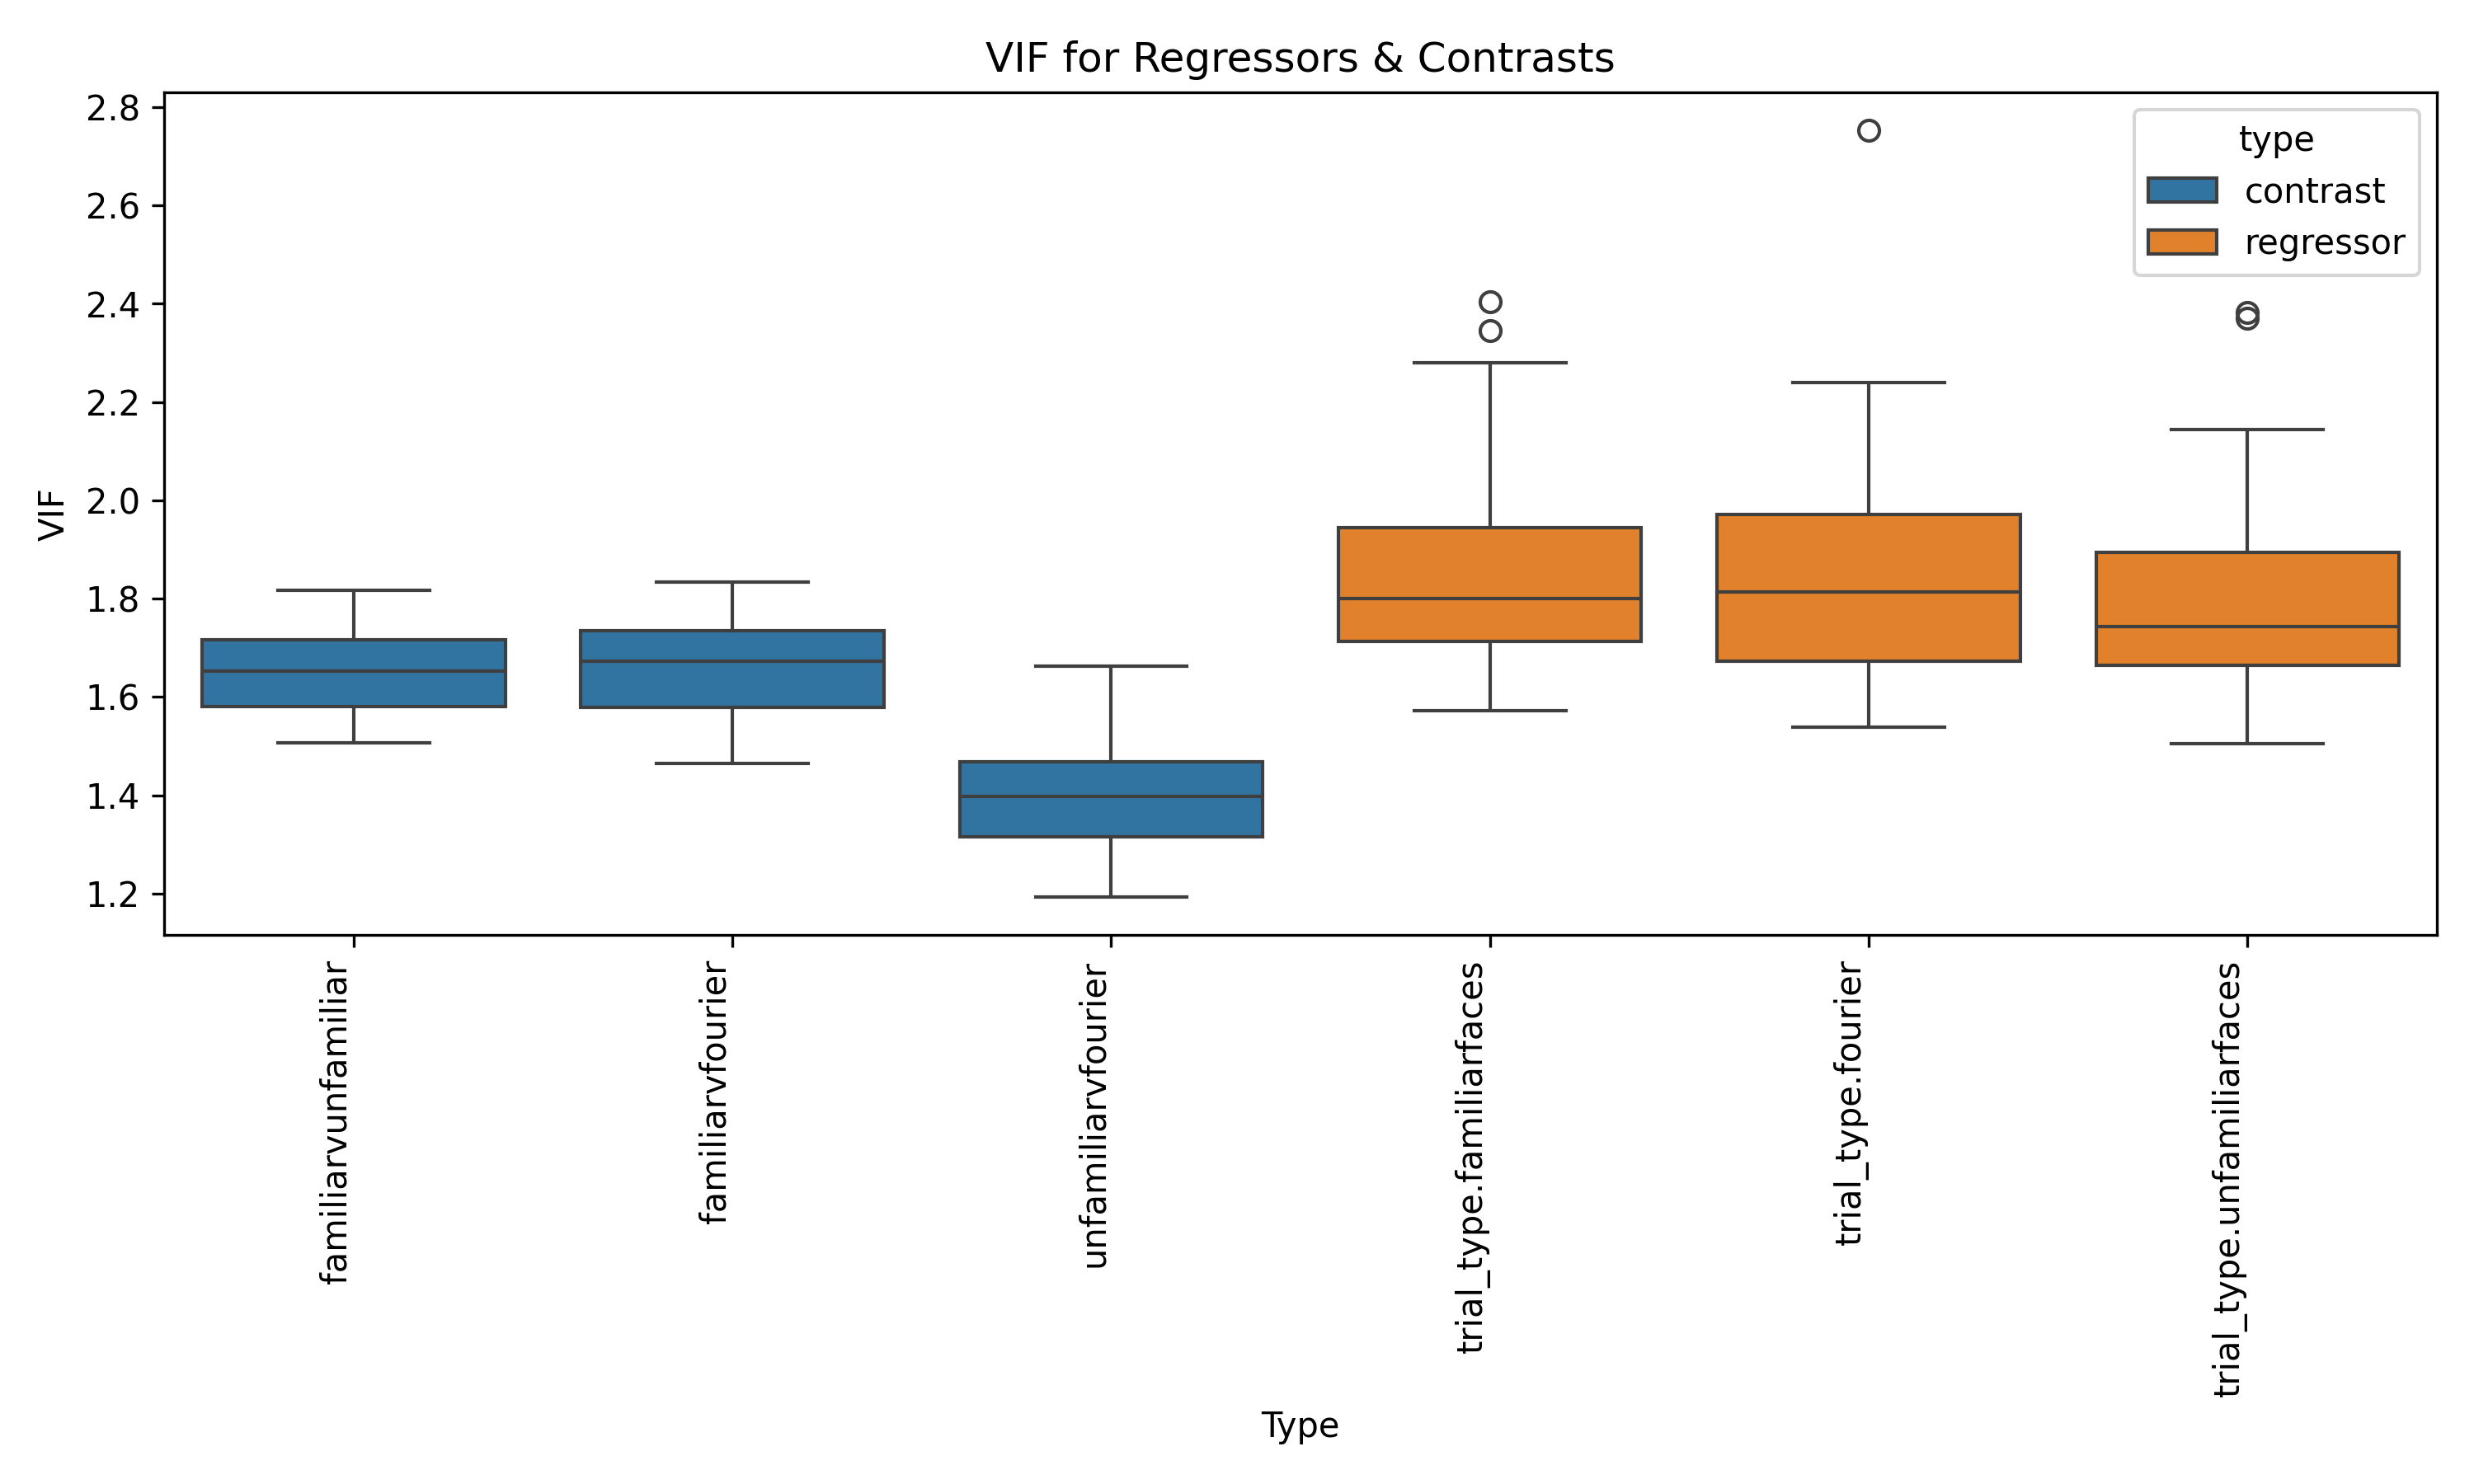 VIF for Regressors & Contrasts
2.8
2.6
2.4
2.2
2.0
1.8
1.6
1.4
1.2
VIF
type
contrast
regressor
familiarvunfamiliar
familiarvfourier
unfamiliarvfourier
trial_type.familiarfaces
trial_type.fourier
trial_type.unfamiliarfaces
Type